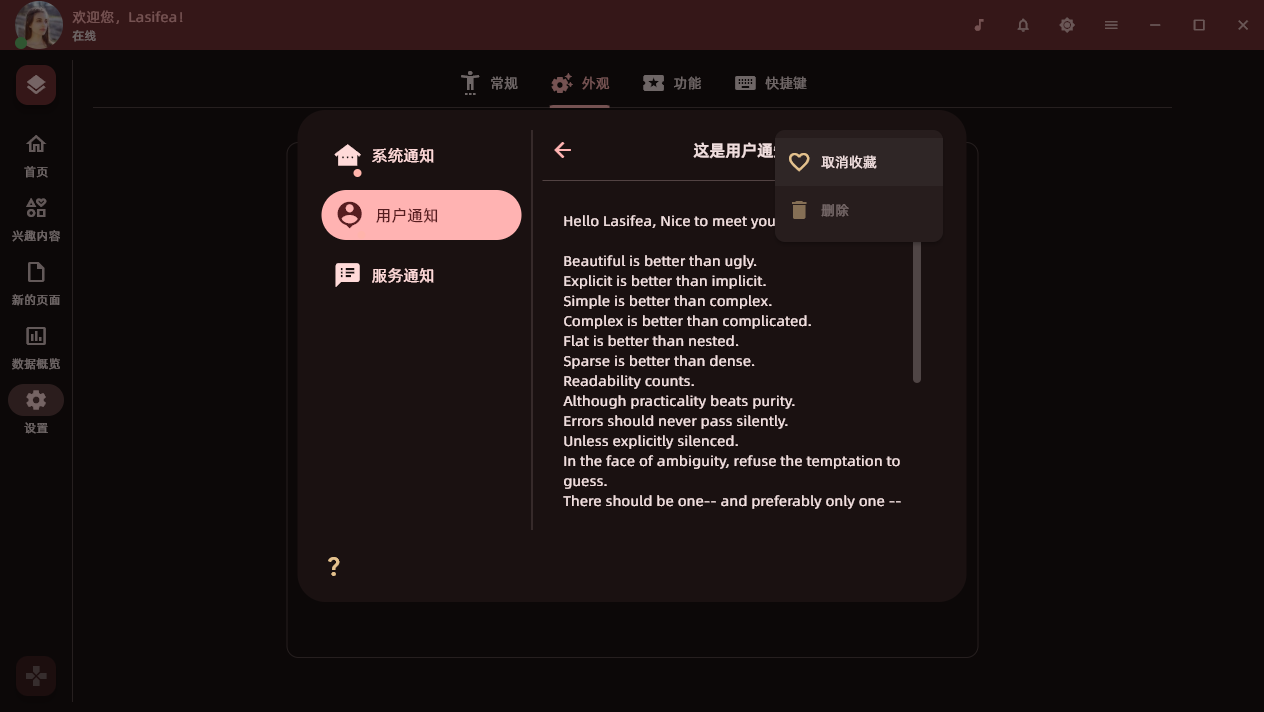 欢迎您，Lasifea!
在线
常规
外观
功能
快捷键
首页
兴趣内容
新的页面
数据概览
设置
系统通知
用户通知
服务通知
?
这是用户通
取消收藏
删除
Hello Lasifea, Nice to meet you
Beautiful is better than ugly.
Explicit is better than implicit.
Simple is better than complex.
Complex is better than complicated.
Flat is better than nested.
Sparse is better than dense.
Readability counts.
Although practicality beats purity.
Errors should never pass silently.
Unless explicitly silenced.
In the face of ambiguity, refuse the temptation to
guess.
There should be one-- and preferably only one --